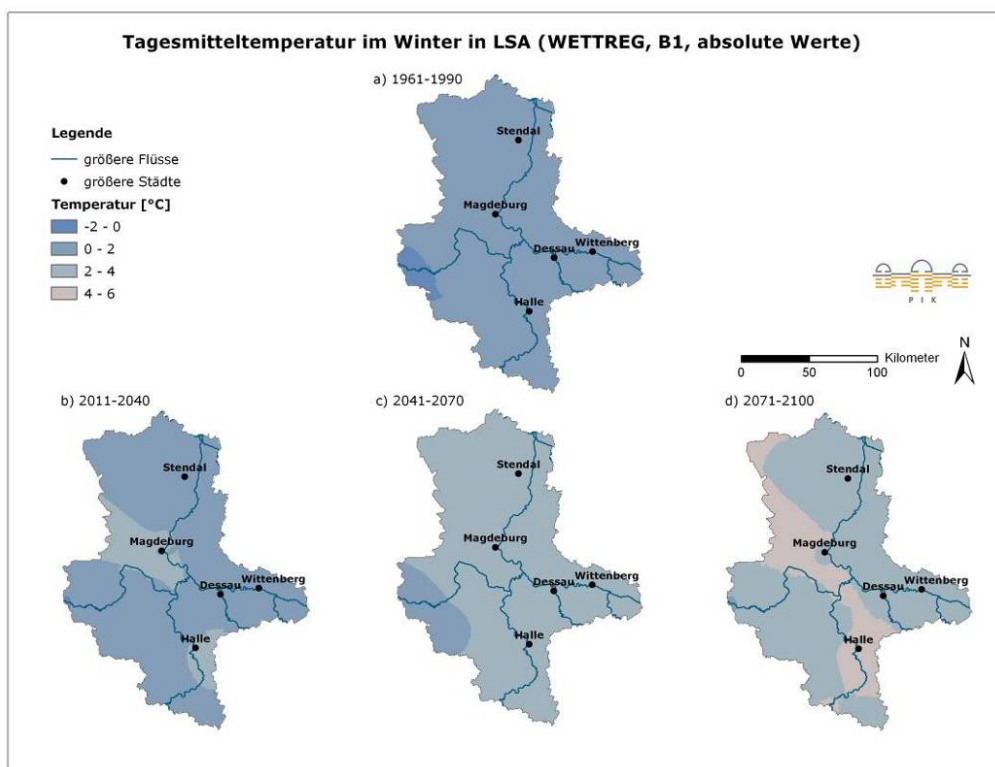 Tagesmitteltemperatur im Winter in LSA (WETTREG, B1, absolute Werte)
a) 1961-1990
Legende
größere Flüsse
größere Städte
Temperatur [°C]
-2 - 0
0 - 2
2 - 4
4 - 6
Stendal
Magdeburg
Dessau
Wittenberg
Halle
P I K
N
Kilometer
0 50 100
b) 2011-2040
Stendal
Magdeburg
Dessau
Wittenberg
Halle
c) 2041-2070
Stendal
Magdeburg
Dessau
Wittenberg
Halle
d) 2071-2100
Stendal
Magdeburg
Dessau
Wittenberg
Halle